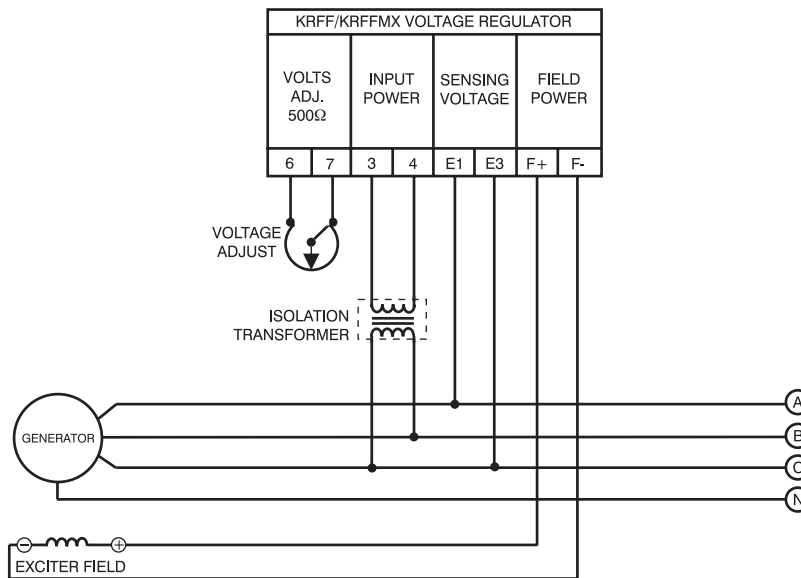 KRFF/KRFFMX VOLTAGE REGULATOR
VOLTS
ADJ.
500Ω
INPUT
POWER
SENSING
VOLTAGE
FIELD
POWER
6 7 3 4 E1 E3 F+ F-
VOLTAGE
ADJUST
ISOLATION
TRANSFORMER
GENERATOR
A
B
C
N
− +
EXCITER FIELD